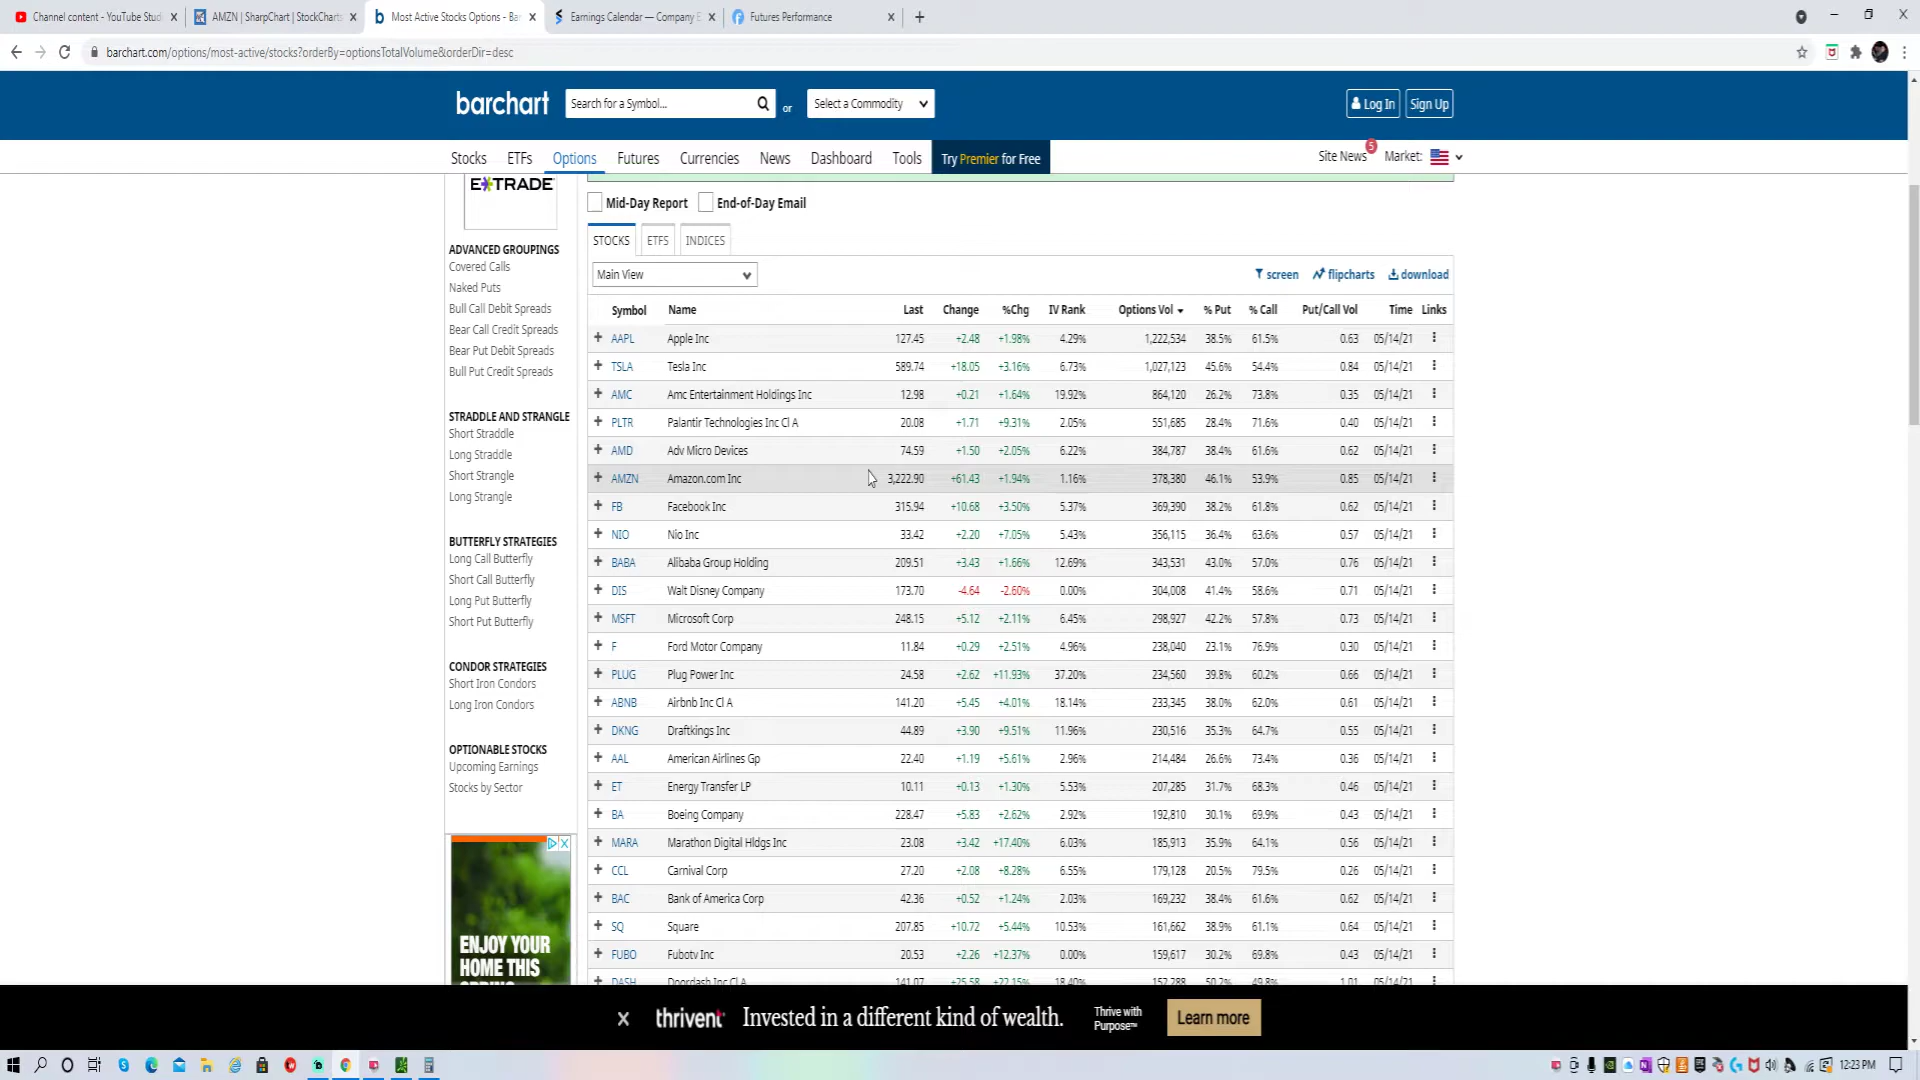 Channel content - YouTube Studi
AMZN | SharpChart | StockCharts
Most Active Stocks Options - Bar
Earnings Calendar — Company E
Futures Performance
barchart.com/options/most-active/stocks?orderBy=optionsTotalVolume&orderDir=desc
barchart
Search for a Symbol...
or
Select a Commodity
Log In
Sign Up
Stocks ETFs Options Futures Currencies News Dashboard Tools Try Premier for Free
Site News 5 Market:
E*TRADE
Mid-Day Report End-of-Day Email
STOCKS ETFS INDICES
Main View
screen flipcharts download
ADVANCED GROUPINGS
Covered Calls
Naked Puts
Bull Call Debit Spreads
Bear Call Credit Spreads
Bear Put Debit Spreads
Bull Put Credit Spreads
STRADDLE AND STRANGLE
Short Straddle
Long Straddle
Short Strangle
Long Strangle
BUTTERFLY STRATEGIES
Long Call Butterfly
Short Call Butterfly
Long Put Butterfly
Short Put Butterfly
CONDOR STRATEGIES
Short Iron Condors
Long Iron Condors
OPTIONABLE STOCKS
Upcoming Earnings
Stocks by Sector
ENJOY YOUR
HOME THIS
Symbol Name Last Change %Chg IV Rank Options Vol % Put % Call Put/Call Vol Time Links
AAPL Apple Inc 127.45 +2.48 +1.98% 4.29% 1,222,534 38.5% 61.5% 0.63 05/14/21
TSLA Tesla Inc 589.74 +18.05 +3.16% 6.73% 1,027,123 45.6% 54.4% 0.84 05/14/21
AMC Amc Entertainment Holdings Inc 12.98 +0.21 +1.64% 19.92% 864,120 26.2% 73.8% 0.35 05/14/21
PLTR Palantir Technologies Inc Cl A 20.08 +1.71 +9.31% 2.05% 551,685 28.4% 71.6% 0.40 05/14/21
AMD Adv Micro Devices 74.59 +1.50 +2.05% 6.22% 384,787 38.4% 61.6% 0.62 05/14/21
AMZN Amazon.com Inc 3,222.90 +61.43 +1.94% 1.16% 378,380 46.1% 53.9% 0.85 05/14/21
FB Facebook Inc 315.94 +10.68 +3.50% 5.37% 369,390 38.2% 61.8% 0.62 05/14/21
NIO Nio Inc 33.42 +2.20 +7.05% 5.43% 356,115 36.4% 63.6% 0.57 05/14/21
BABA Alibaba Group Holding 209.51 +3.43 +1.66% 12.69% 343,531 43.0% 57.0% 0.76 05/14/21
DIS Walt Disney Company 173.70 -4.64 -2.60% 0.00% 304,008 41.4% 58.6% 0.71 05/14/21
MSFT Microsoft Corp 248.15 +5.12 +2.11% 6.45% 298,927 42.2% 57.8% 0.73 05/14/21
F Ford Motor Company 11.84 +0.29 +2.51% 4.96% 238,040 23.1% 76.9% 0.30 05/14/21
PLUG Plug Power Inc 24.58 +2.62 +11.93% 37.20% 234,560 39.8% 60.2% 0.66 05/14/21
ABNB Airbnb Inc Cl A 141.20 +5.45 +4.01% 18.14% 233,345 38.0% 62.0% 0.61 05/14/21
DKNG Draftkings Inc 44.89 +3.90 +9.51% 11.96% 230,516 35.3% 64.7% 0.55 05/14/21
AAL American Airlines Gp 22.40 +1.19 +5.61% 2.96% 214,484 26.6% 73.4% 0.36 05/14/21
ET Energy Transfer LP 10.11 +0.13 +1.30% 5.53% 207,285 31.7% 68.3% 0.46 05/14/21
BA Boeing Company 228.47 +5.83 +2.62% 2.92% 192,810 30.1% 69.9% 0.43 05/14/21
MARA Marathon Digital Hldgs Inc 23.08 +3.42 +17.40% 6.03% 185,913 35.9% 64.1% 0.56 05/14/21
CCL Carnival Corp 27.20 +2.08 +8.28% 6.55% 179,128 20.5% 79.5% 0.26 05/14/21
BAC Bank of America Corp 42.36 +0.52 +1.24% 2.03% 169,232 38.4% 61.6% 0.62 05/14/21
SQ Square 207.85 +10.72 +5.44% 10.53% 161,662 38.9% 61.1% 0.64 05/14/21
FUBO Fubotv Inc 20.53 +2.26 +12.37% 0.00% 159,617 30.2% 69.8% 0.43 05/14/21
DASH Doordash Inc Cl A 141.07 +25.58 +22.15% 18.40% 157,288 50.2% 49.8% 1.01 05/14/21
thrivent Invested in a different kind of wealth. Thrive with Purpose™ Learn more
12:23 PM